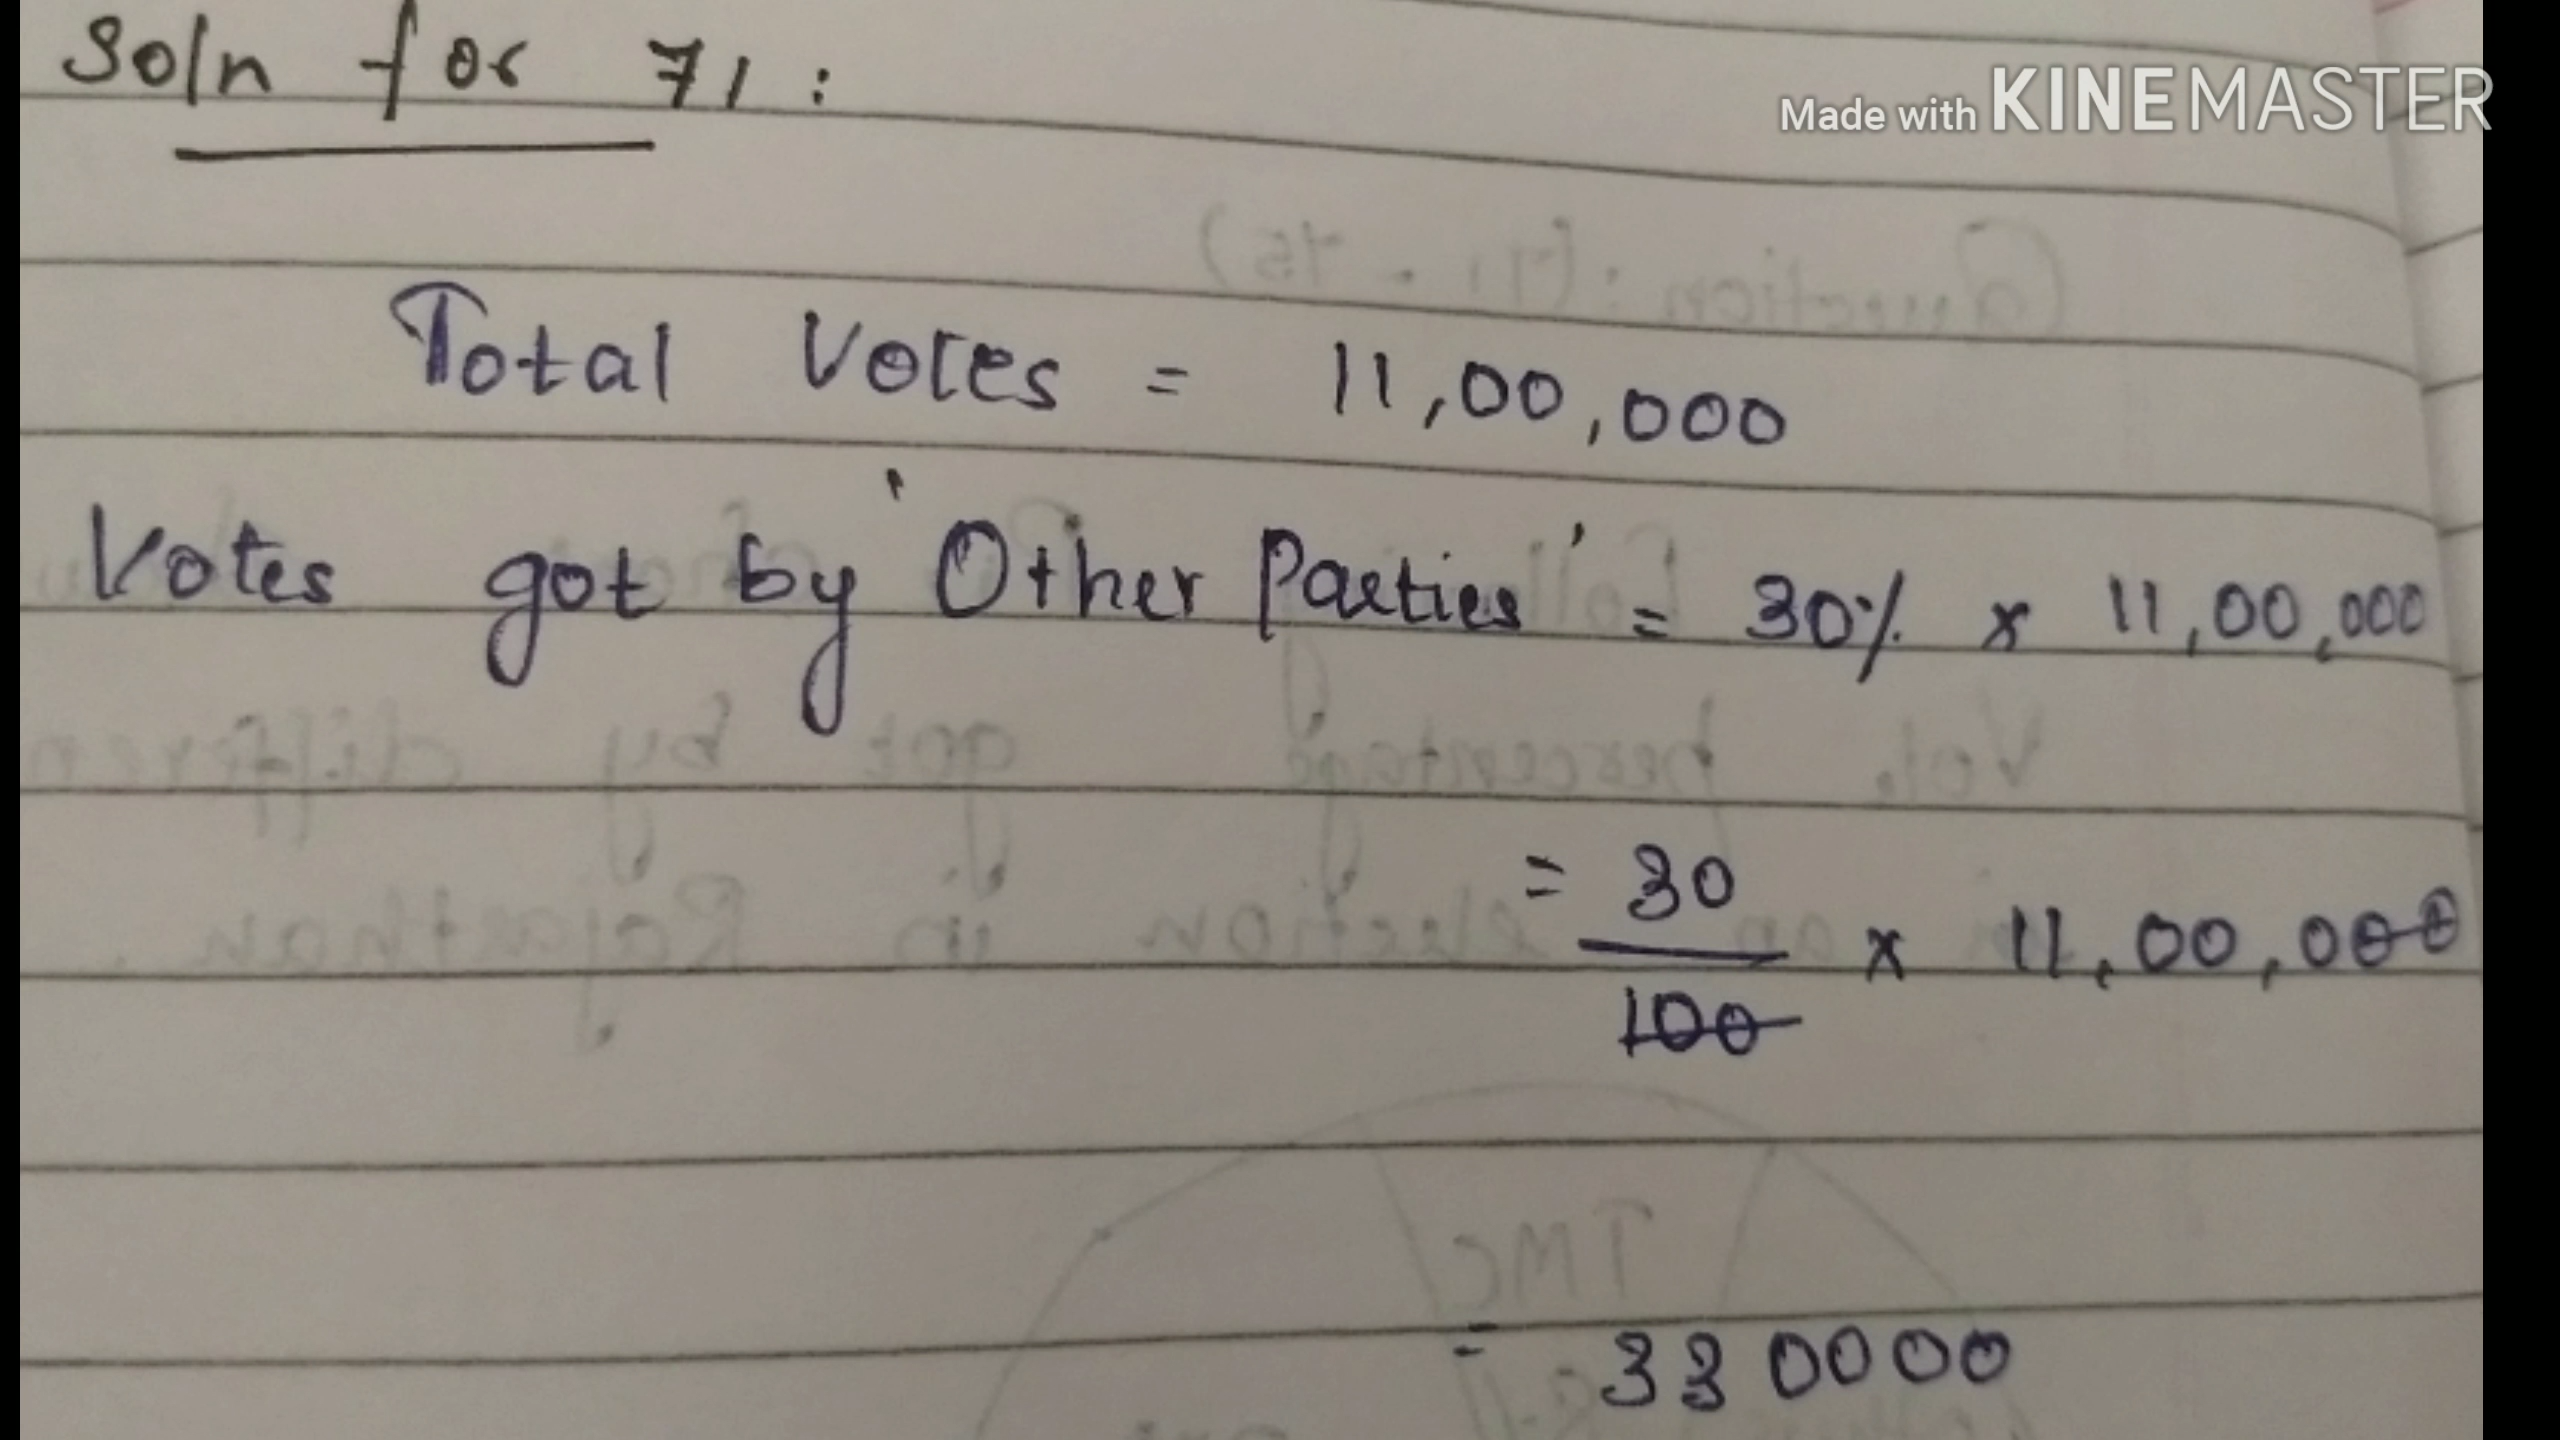 Soln for 71:
Made with KINEMASTER
Total Votes = 11,00,000
Votes got by 'Other Parties' = 30% x 11,00,000
= 30
100 x 11,00,000
= 330000